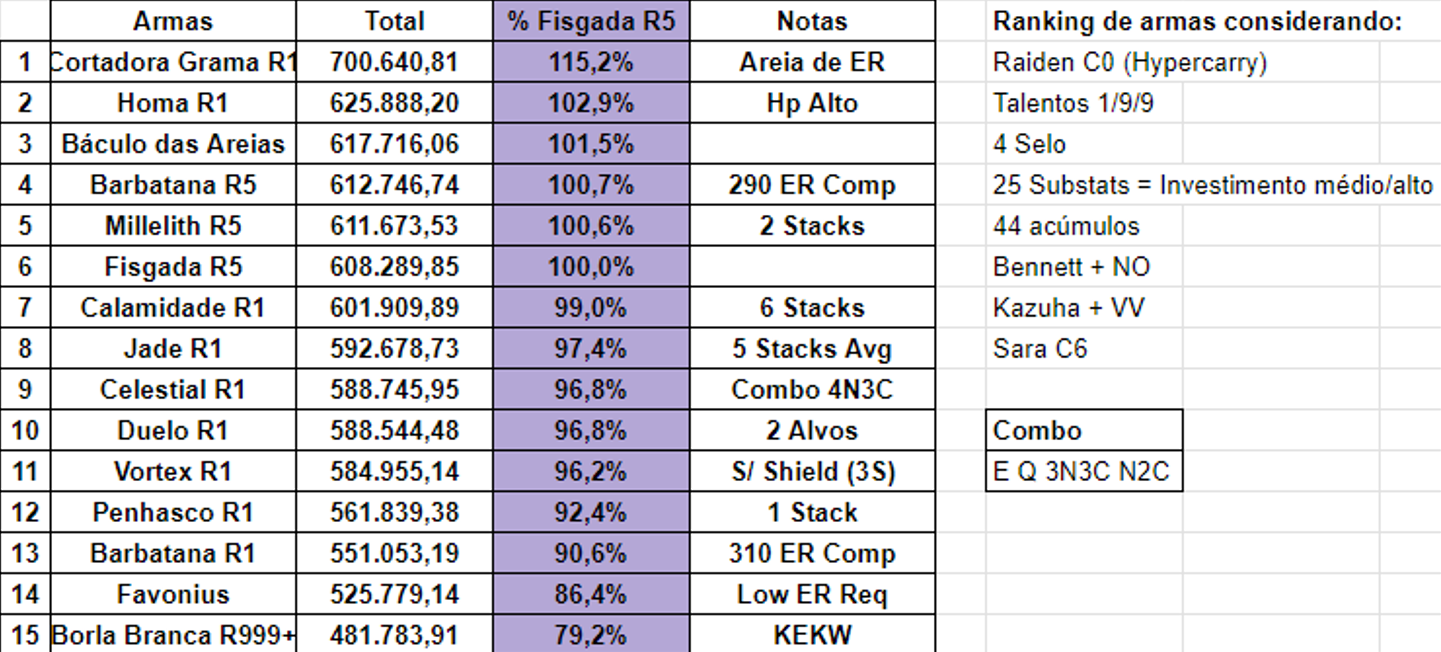 Armas Total % Fisgada R5 Notas Ranking de armas considerando:
1 Cortadora Grama R1 700.640,81 115,2% Areia de ER Raiden C0 (Hypercarry)
2 Homa R1 625.888,20 102,9% Hp Alto Talentos 1/9/9
3 Báculo das Areias 617.716,06 101,5% 4 Selo
4 Barbatana R5 612.746,74 100,7% 290 ER Comp 25 Substats = Investimento médio/alto
5 Millelith R5 611.673,53 100,6% 2 Stacks 44 acúmulos
6 Fisgada R5 608.289,85 100,0% Bennett + NO
7 Calamidade R1 601.909,89 99,0% 6 Stacks Kazuha + VV
8 Jade R1 592.678,73 97,4% 5 Stacks Avg Sara C6
9 Celestial R1 588.745,95 96,8% Combo 4N3C
10 Duelo R1 588.544,48 96,8% 2 Alvos Combo
11 Vortex R1 584.955,14 96,2% S/ Shield (3S) E Q 3N3C N2C
12 Penhasco R1 561.839,38 92,4% 1 Stack
13 Barbatana R1 551.053,19 90,6% 310 ER Comp
14 Favonius 525.779,14 86,4% Low ER Req
15 Borla Branca R999+ 481.783,91 79,2% KEKW